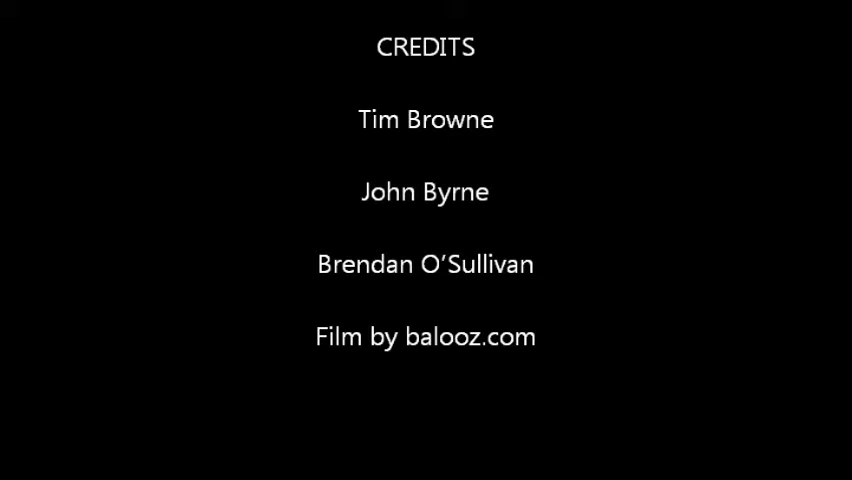 CREDITS
Tim Browne
John Byrne
Brendan O’Sullivan
Film by balooz.com